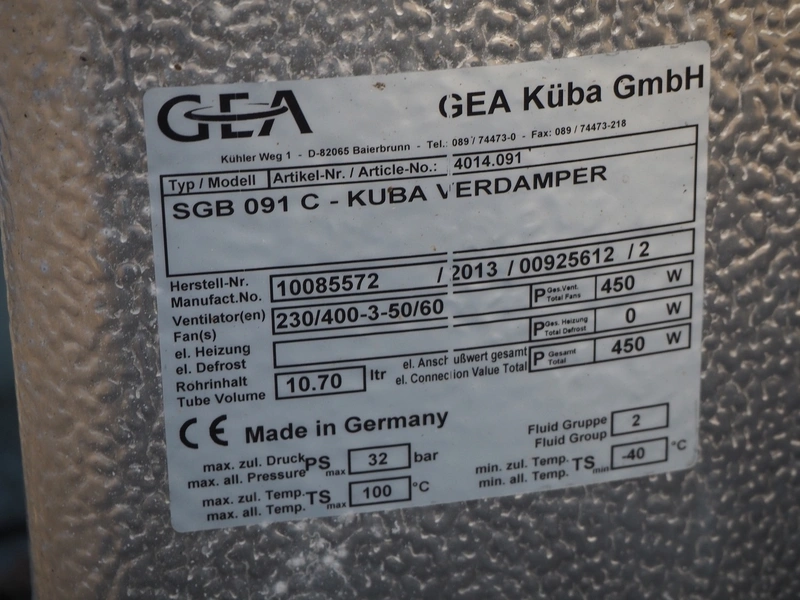 GEA GEA Küba GmbH
Kühler Weg 1 - D-82065 Baierbrunn - Tel.: 089 / 74473-0 - Fax: 089 / 74473-218
Typ / Modell Artikel-Nr. / Article-No.: 4014.091
SGB 091 C - KUBA VERDAMPER
Herstell-Nr.
Manufact.No. 10085572 / 2013 / 00925612 / 2
Ventilator(en)
Fan(s) 230/400-3-50/60 P Ges.Vent. Total Fans 450 W
el. Heizung
el. Defrost P Ges. Heizung Total Defrost 0 W
Rohrinhalt
Tube Volume 10.70 ltr
el. Anschlußwert gesamt
el. Connection Value Total P Gesamt Total 450 W
CE Made in Germany
Fluid Gruppe
Fluid Group 2
max. zul. Druck
max. all. Pressure PS max 32 bar
min. zul. Temp.
min. all. Temp. TS min -40 °C
max. zul. Temp.
max. all. Temp. TS max 100 °C